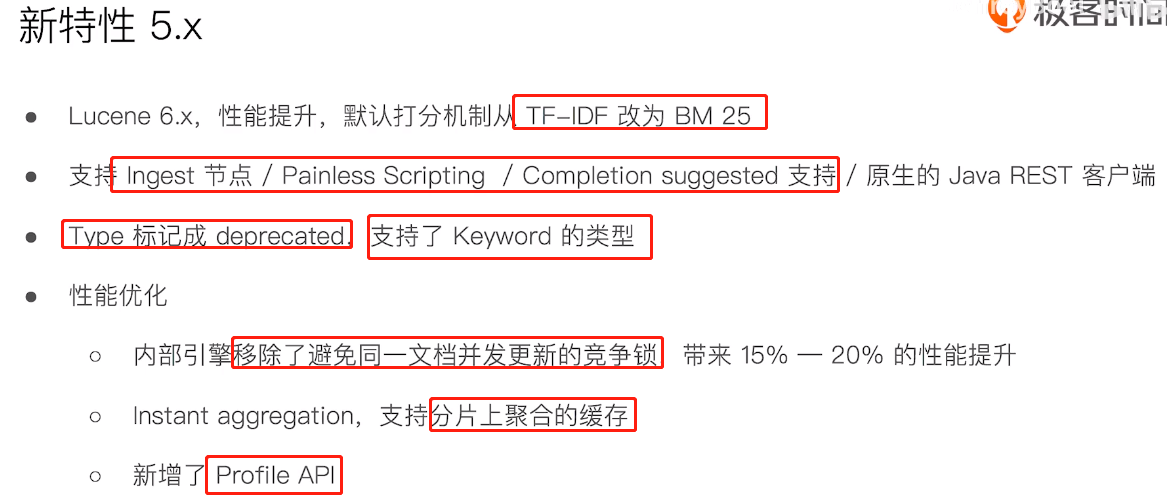 新特性 5.x
极客时间
• Lucene 6.x，性能提升，默认打分机制从 TF-IDF 改为 BM 25
• 支持 Ingest 节点 / Painless Scripting / Completion suggested 支持 / 原生的 Java REST 客户端
• Type 标记成 deprecated，支持了 Keyword 的类型
• 性能优化
○ 内部引擎移除了避免同一文档并发更新的竞争锁，带来 15% — 20% 的性能提升
○ Instant aggregation，支持分片上聚合的缓存
○ 新增了 Profile API